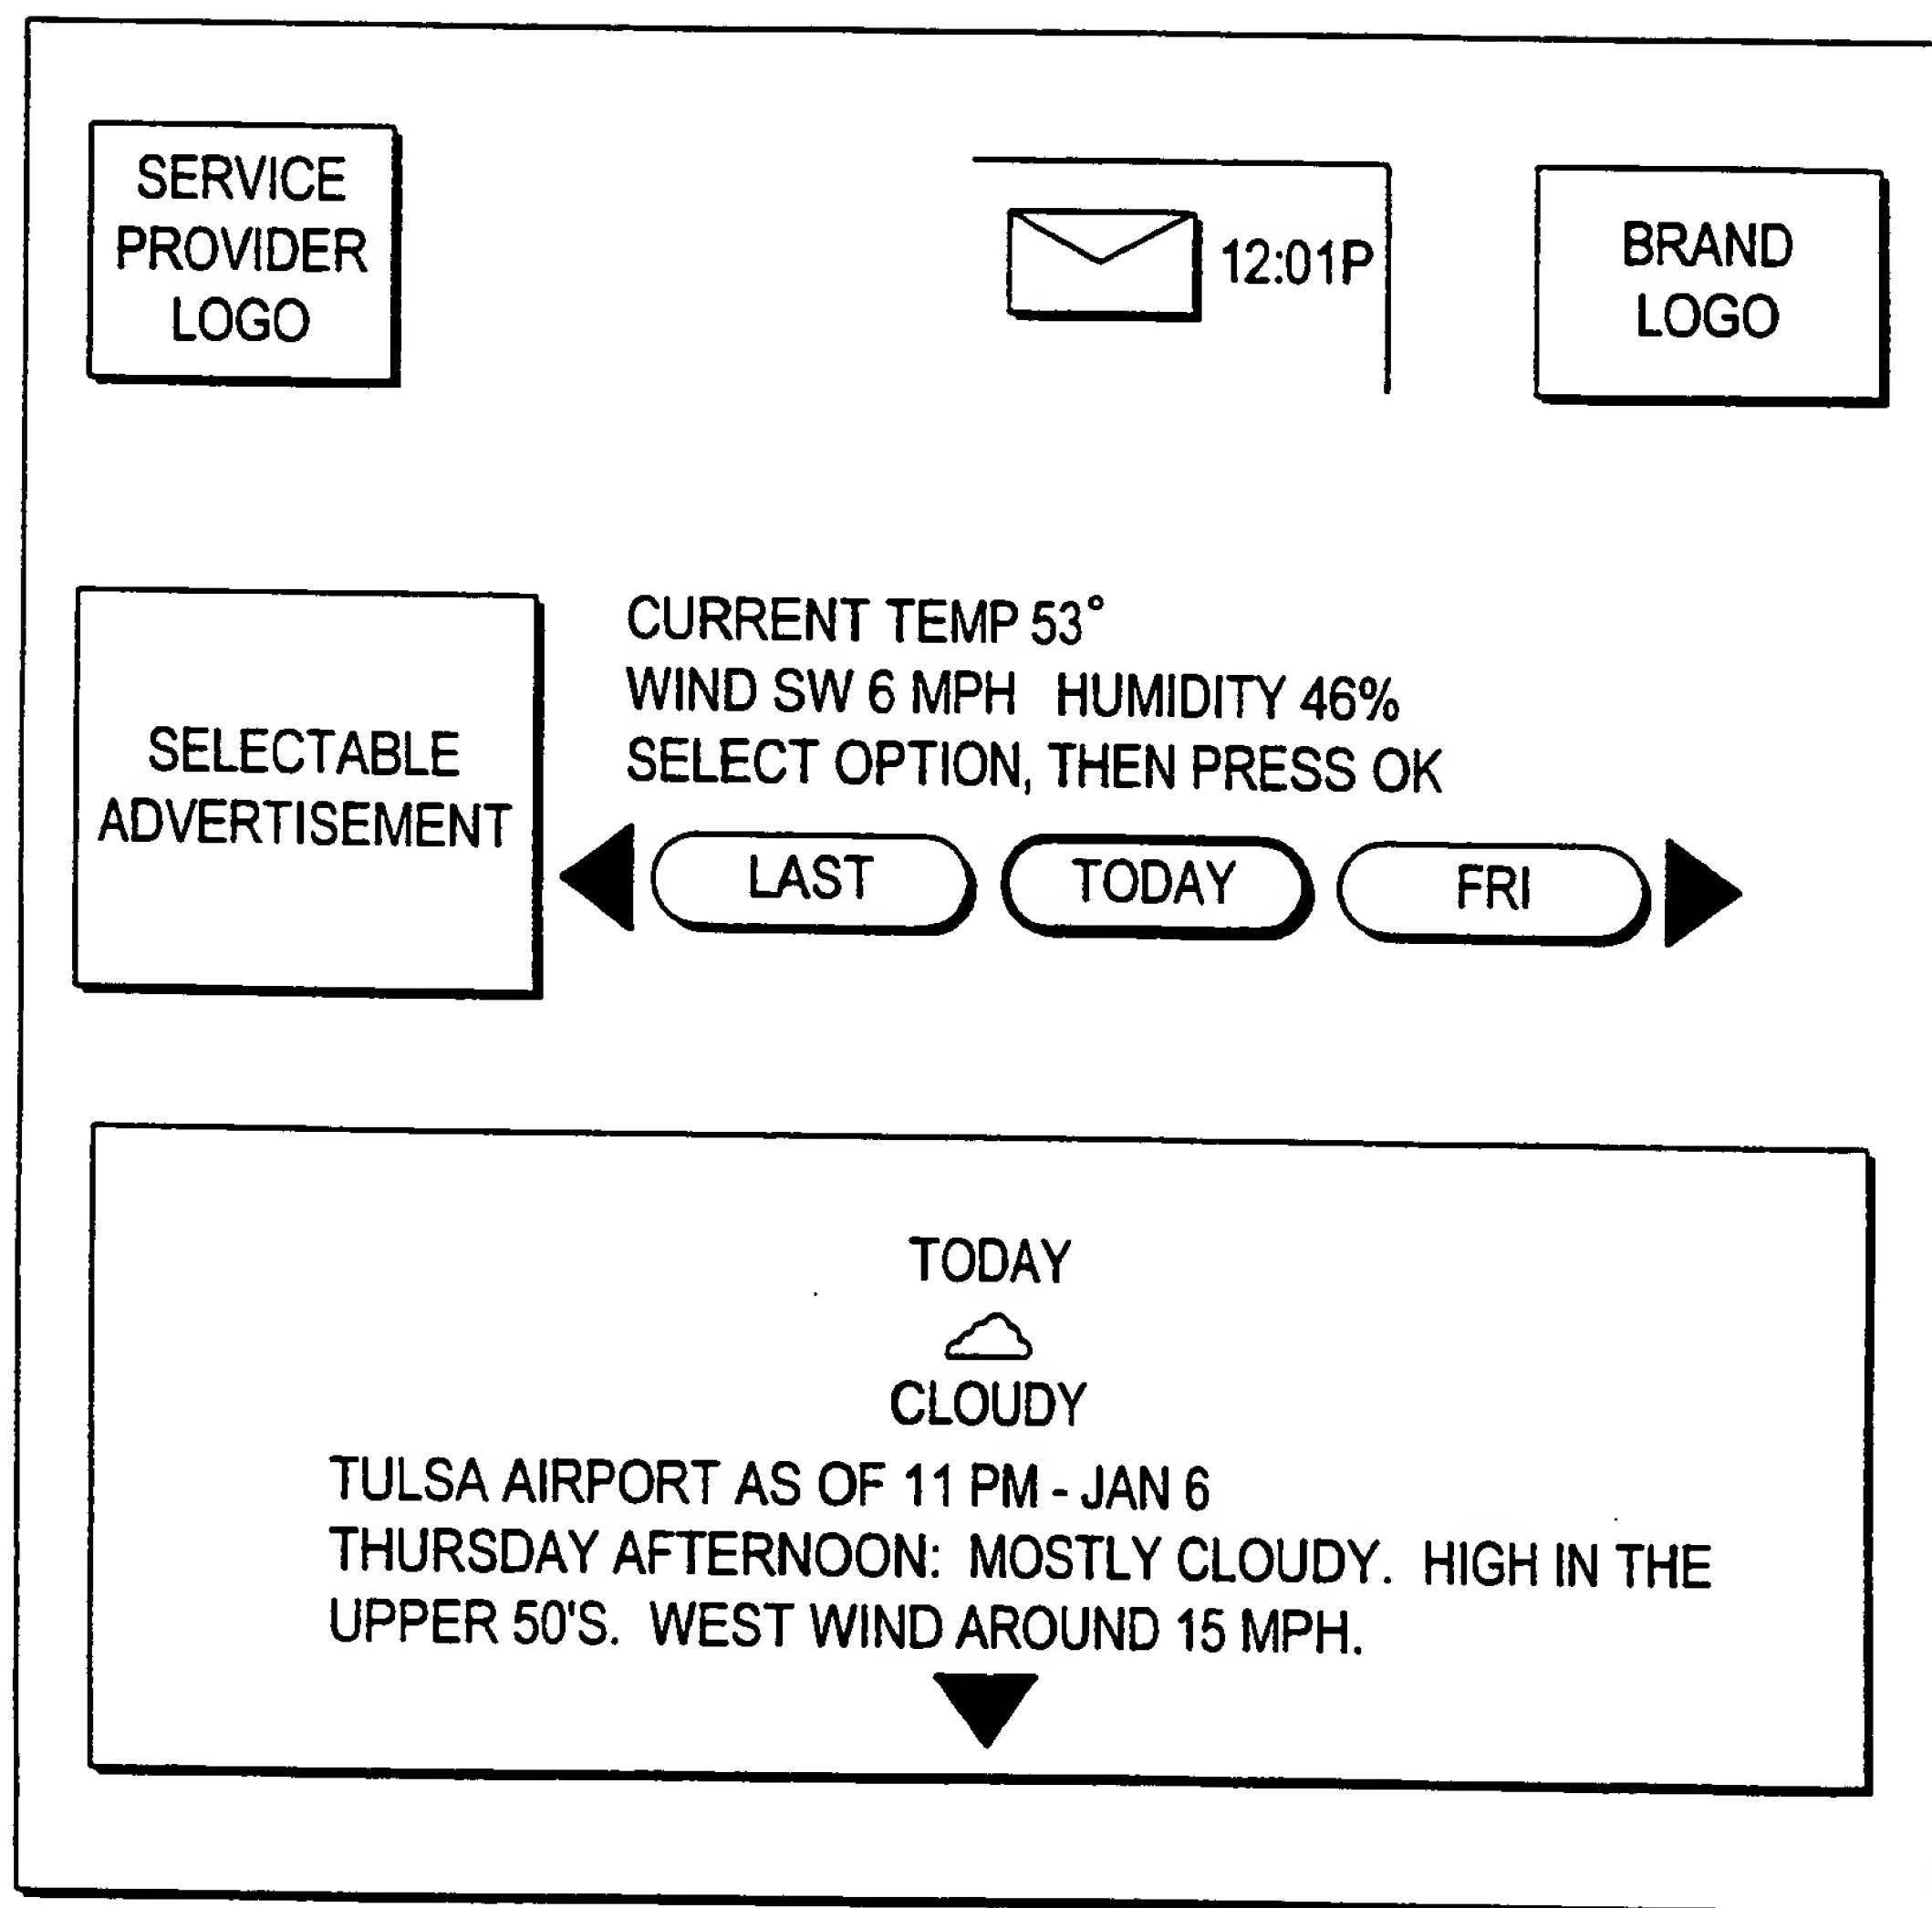 SERVICE
PROVIDER
LOGO
12:01P
BRAND
LOGO
SELECTABLE
ADVERTISEMENT
CURRENT TEMP 53°
WIND SW 6 MPH HUMIDITY 46%
SELECT OPTION, THEN PRESS OK
LAST
TODAY
FRI
TODAY
CLOUDY
TULSA AIRPORT AS OF 11 PM - JAN 6
THURSDAY AFTERNOON: MOSTLY CLOUDY. HIGH IN THE
UPPER 50'S. WEST WIND AROUND 15 MPH.